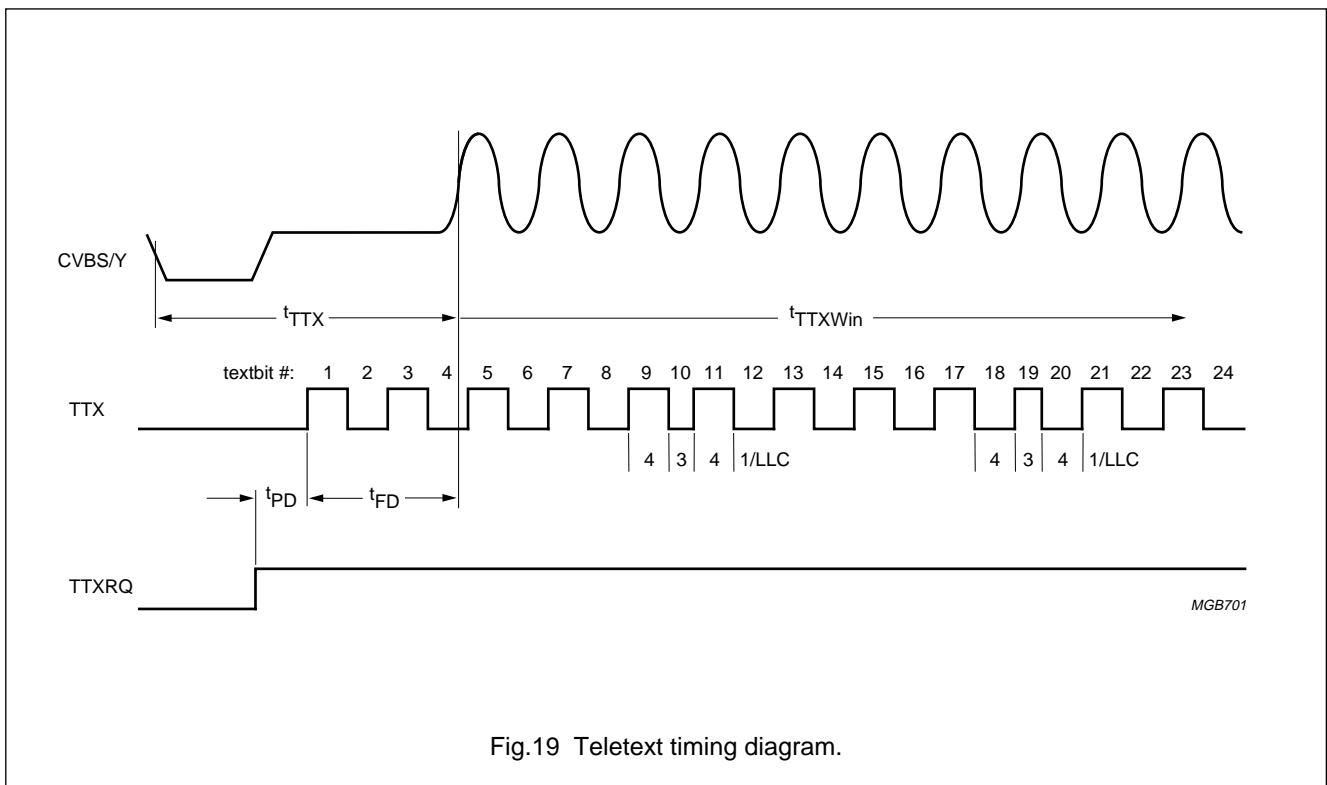 CVBS/Y
tTTX tTTXWin
textbit #: 1 2 3 4 5 6 7 8 9 10 11 12 13 14 15 16 17 18 19 20 21 22 23 24
TTX
4 3 4 1/LLC 4 3 4 1/LLC
tPD tFD
TTXRQ
MGB701
Fig.19 Teletext timing diagram.